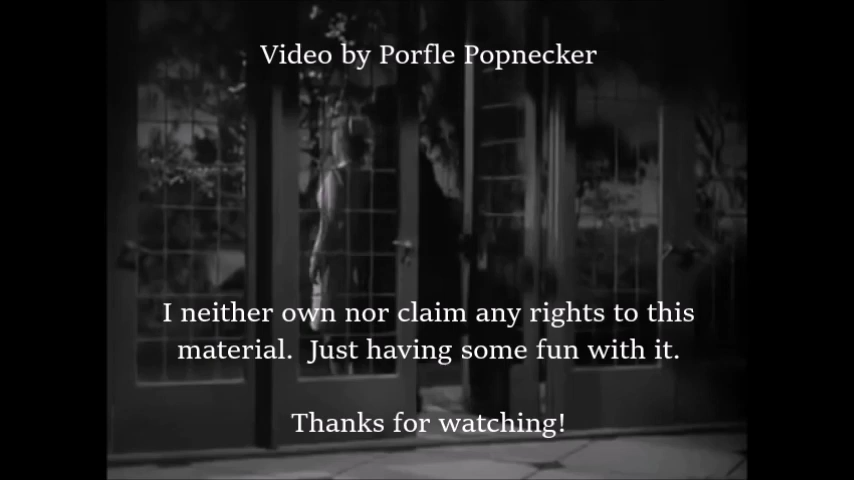 Video by Porfle Popnecker
I neither own nor claim any rights to this
material.  Just having some fun with it.
Thanks for watching!